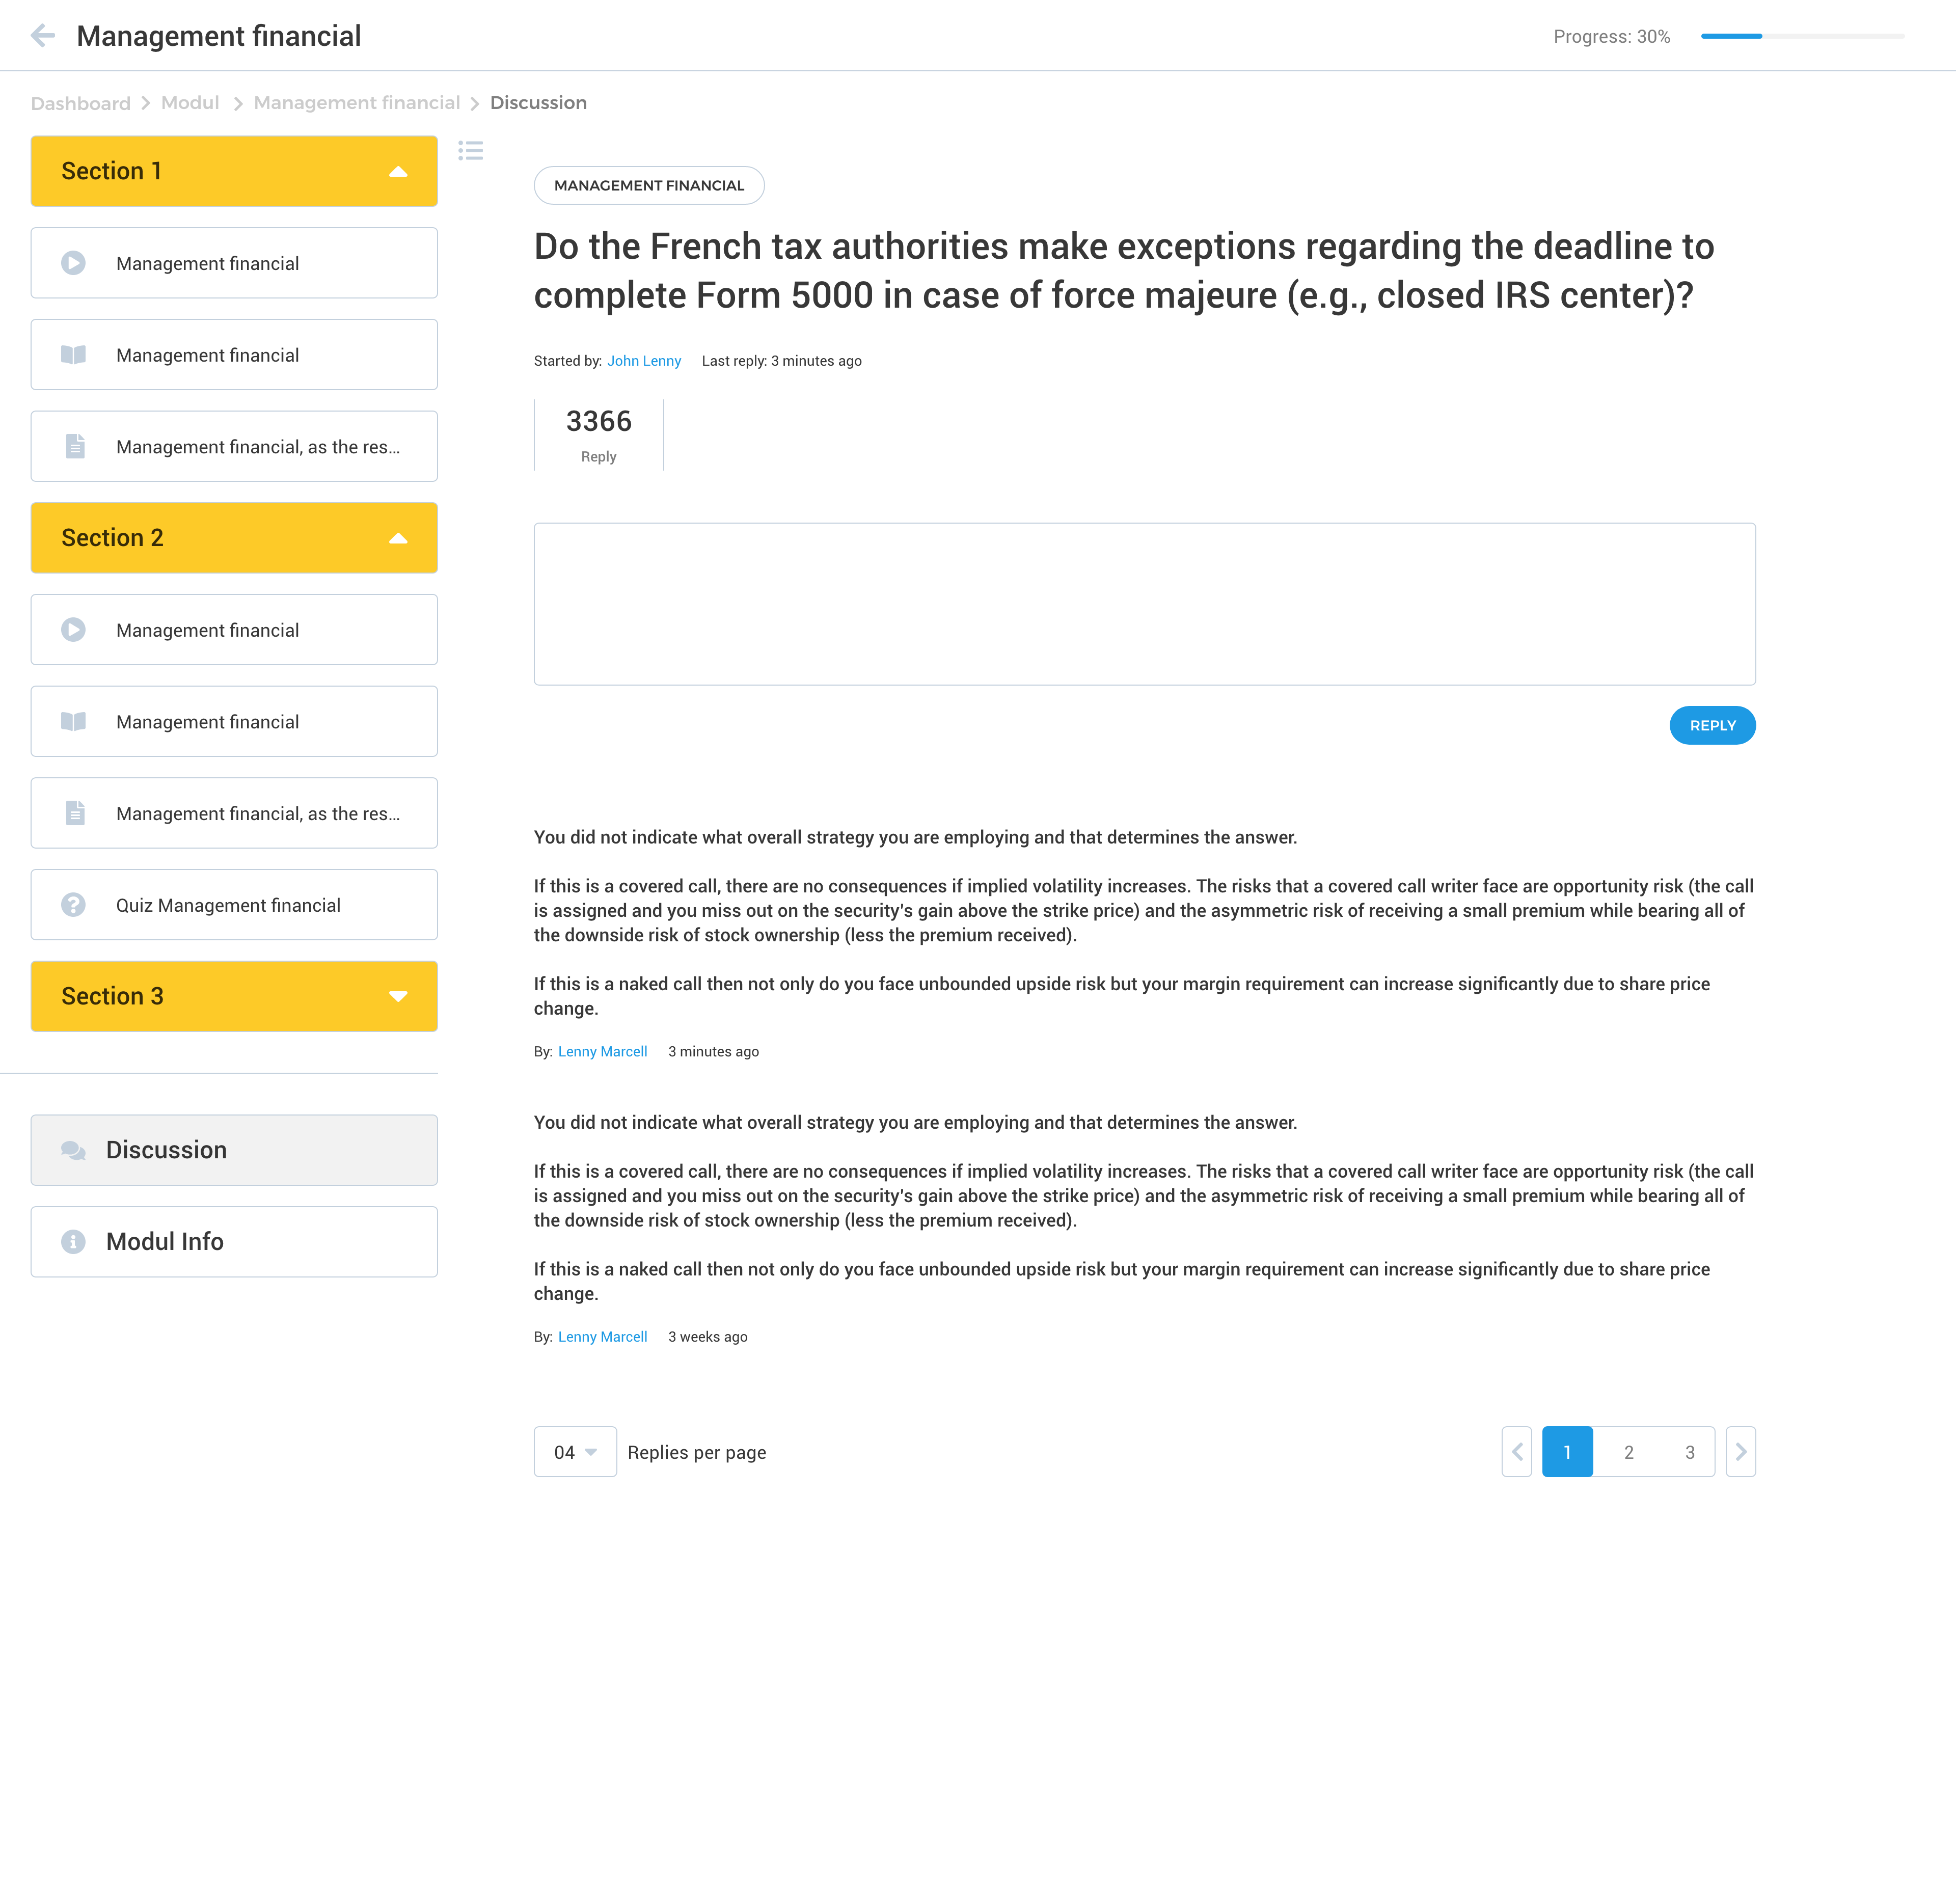 Management financial
Progress: 30%
Dashboard
Modul
Management financial
Discussion
Section 1
Management financial
Management financial
Management financial, as the res...
Section 2
Management financial
Management financial
Management financial, as the res...
Quiz Management financial
Section 3
Discussion
Modul Info
MANAGEMENT FINANCIAL
Do the French tax authorities make exceptions regarding the deadline to
complete Form 5000 in case of force majeure (e.g., closed IRS center)?
Started by: John Lenny Last reply: 3 minutes ago
3366
Reply
REPLY
You did not indicate what overall strategy you are employing and that determines the answer.
If this is a covered call, there are no consequences if implied volatility increases. The risks that a covered call writer face are opportunity risk (the call
is assigned and you miss out on the security's gain above the strike price) and the asymmetric risk of receiving a small premium while bearing all of
the downside risk of stock ownership (less the premium received).
If this is a naked call then not only do you face unbounded upside risk but your margin requirement can increase significantly due to share price
change.
By: Lenny Marcell 3 minutes ago
You did not indicate what overall strategy you are employing and that determines the answer.
If this is a covered call, there are no consequences if implied volatility increases. The risks that a covered call writer face are opportunity risk (the call
is assigned and you miss out on the security's gain above the strike price) and the asymmetric risk of receiving a small premium while bearing all of
the downside risk of stock ownership (less the premium received).
If this is a naked call then not only do you face unbounded upside risk but your margin requirement can increase significantly due to share price
change.
By: Lenny Marcell 3 weeks ago
04 Replies per page
1 2 3